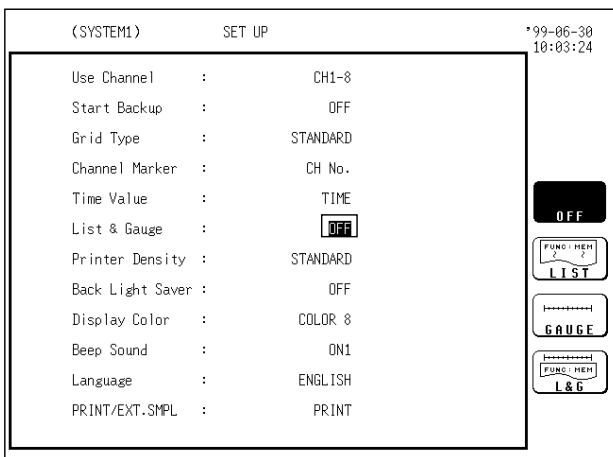 (SYSTEM1) SET UP '99-06-30
10:03:24
Use Channel : CH1-8
Start Backup : OFF
Grid Type : STANDARD
Channel Marker : CH No.
Time Value : TIME
List & Gauge : OFF
Printer Density : STANDARD
Back Light Saver : OFF
Display Color : COLOR 8
Beep Sound : ON1
Language : ENGLISH
PRINT/EXT.SMPL : PRINT
OFF
FUNC:MEM
LIST
GAUGE
FUNC:MEM
L&G